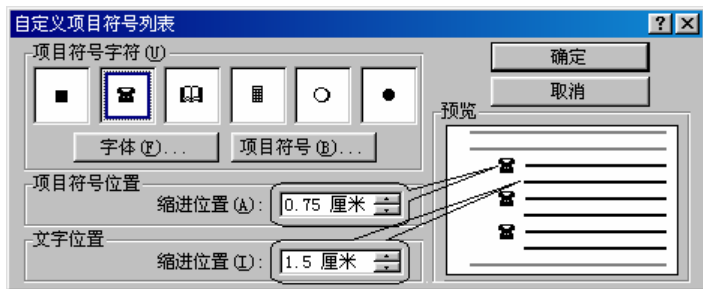 自定义项目符号列表
项目符号字符(U)
确定
取消
字体(F)...
项目符号(B)...
预览
项目符号位置
缩进位置(A): 0.75 厘米
文字位置
缩进位置(I): 1.5 厘米